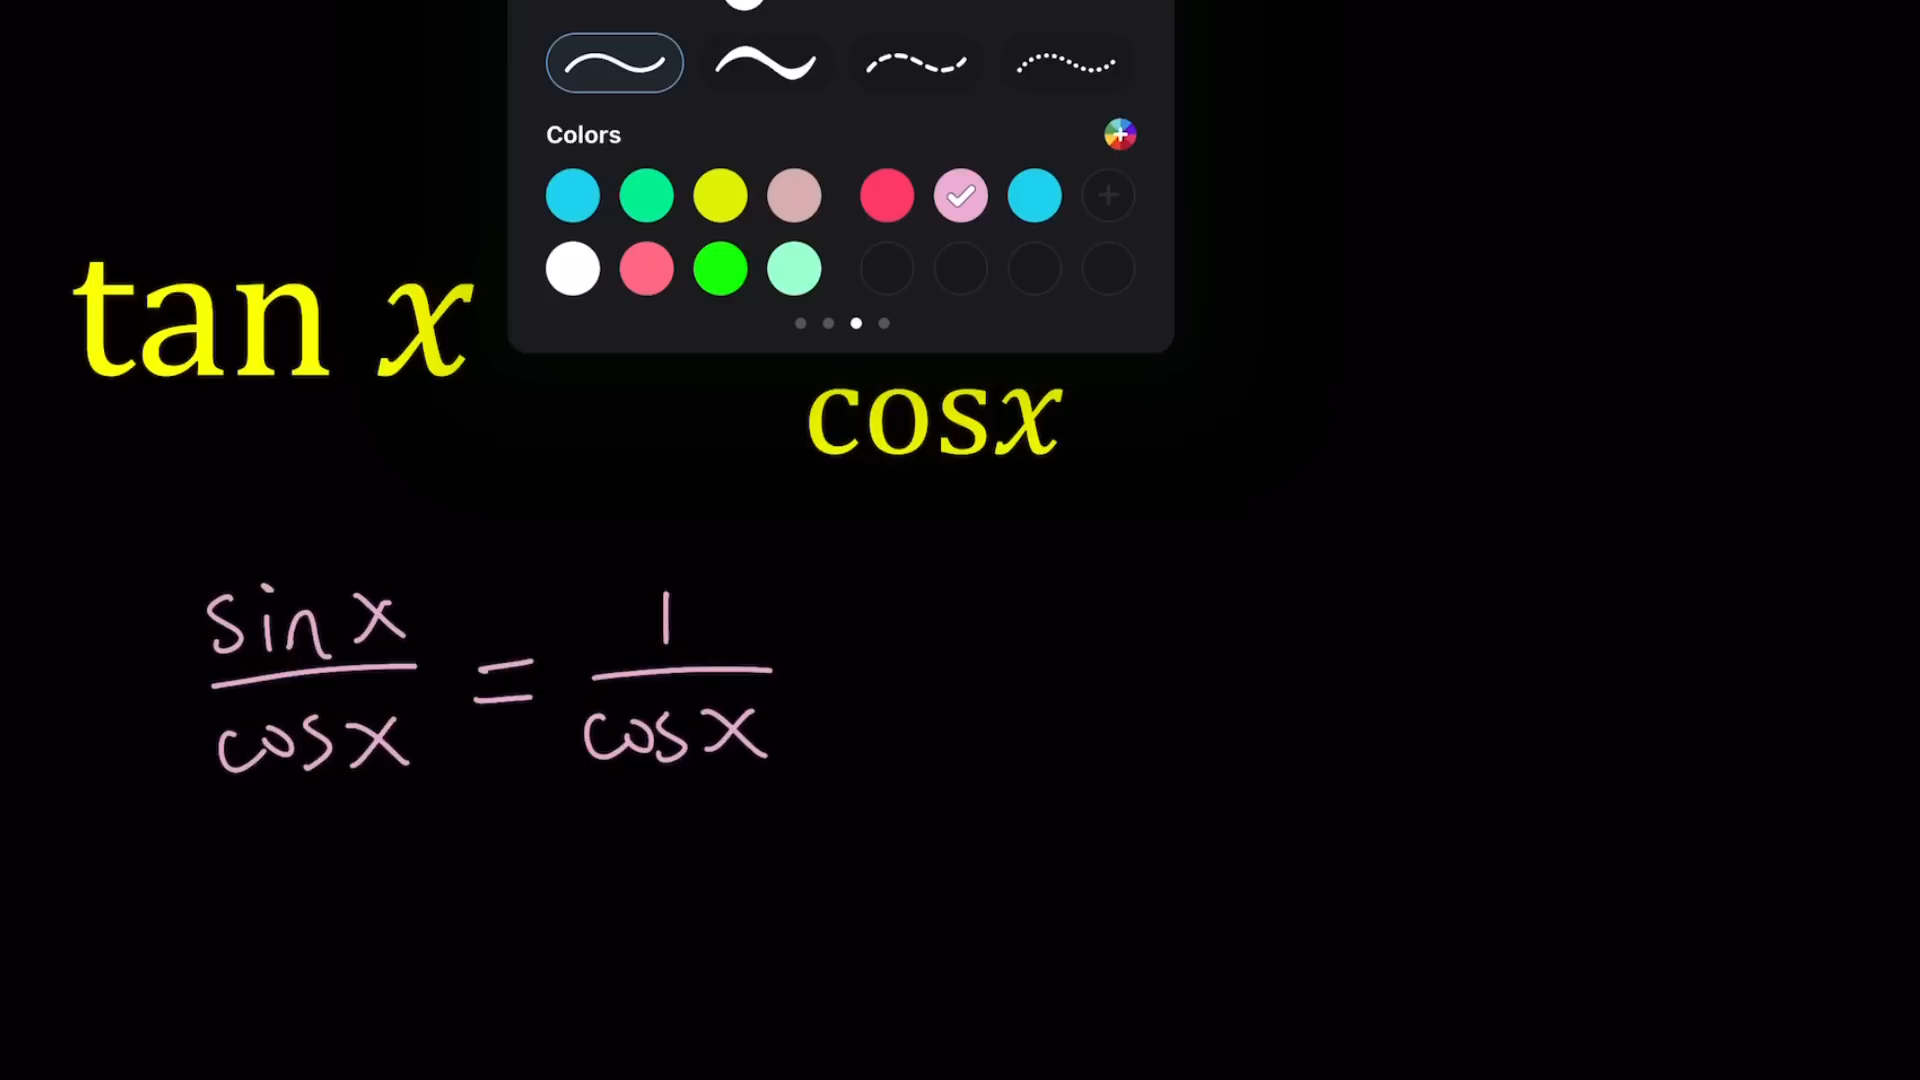 Colors
tan x
cosx
sin x / cos x = 1 / cos x